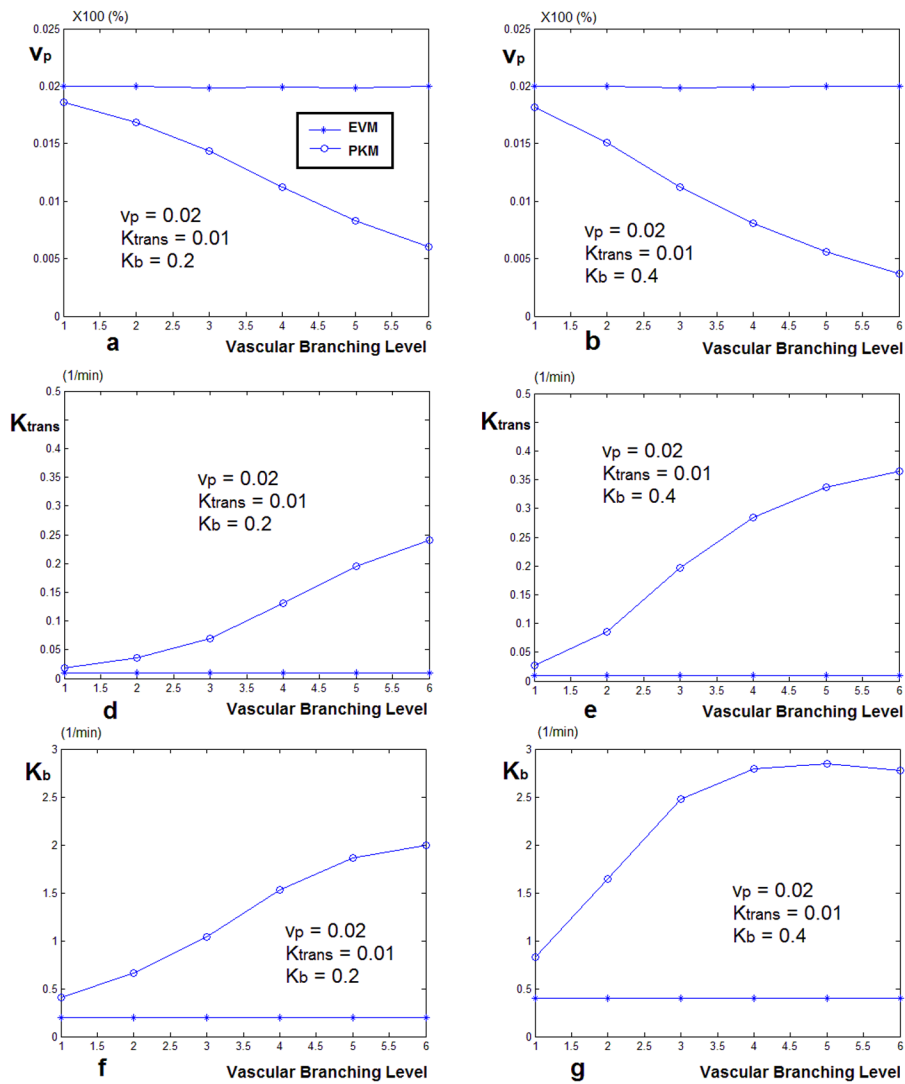 X100 (%)
vp
0.025
0.02
0.015
0.01
0.005
0
EVM
PKM
vp = 0.02
Ktrans = 0.01
Kb = 0.2
1 1.5 2 2.5 3 3.5 4 4.5 5 5.5 6
a Vascular Branching Level
X100 (%)
vp
0.025
0.02
0.015
0.01
0.005
0
vp = 0.02
Ktrans = 0.01
Kb = 0.4
1 1.5 2 2.5 3 3.5 4 4.5 5 5.5 6
b Vascular Branching Level
(1/min)
Ktrans
0.5
0.45
0.4
0.35
0.3
0.25
0.2
0.15
0.1
0.05
0
vp = 0.02
Ktrans = 0.01
Kb = 0.2
1 1.5 2 2.5 3 3.5 4 4.5 5 5.5 6
d Vascular Branching Level
(1/min)
Ktrans
0.5
0.45
0.4
0.35
0.3
0.25
0.2
0.15
0.1
0.05
0
vp = 0.02
Ktrans = 0.01
Kb = 0.4
1 1.5 2 2.5 3 3.5 4 4.5 5 5.5 6
e Vascular Branching Level
(1/min)
Kb
3
2.5
2
1.5
1
0.5
0
vp = 0.02
Ktrans = 0.01
Kb = 0.2
1 1.5 2 2.5 3 3.5 4 4.5 5 5.5 6
f Vascular Branching Level
(1/min)
Kb
3
2.5
2
1.5
1
0.5
0
vp = 0.02
Ktrans = 0.01
Kb = 0.4
1 1.5 2 2.5 3 3.5 4 4.5 5 5.5 6
g Vascular Branching Level